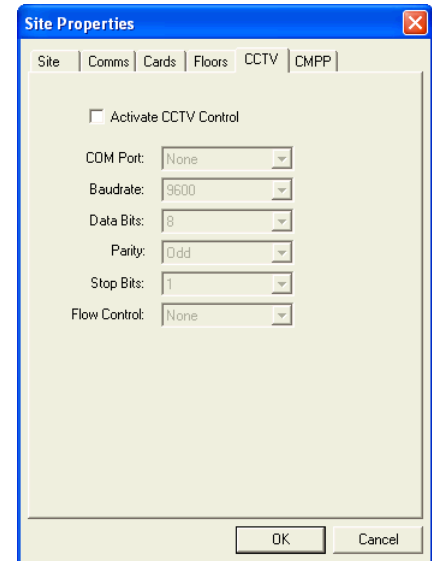 Site Properties
Site Comms Cards Floors CCTV CMPP
Activate CCTV Control
COM Port: None
Baudrate: 9600
Data Bits: 8
Parity: Odd
Stop Bits: 1
Flow Control: None
OK Cancel